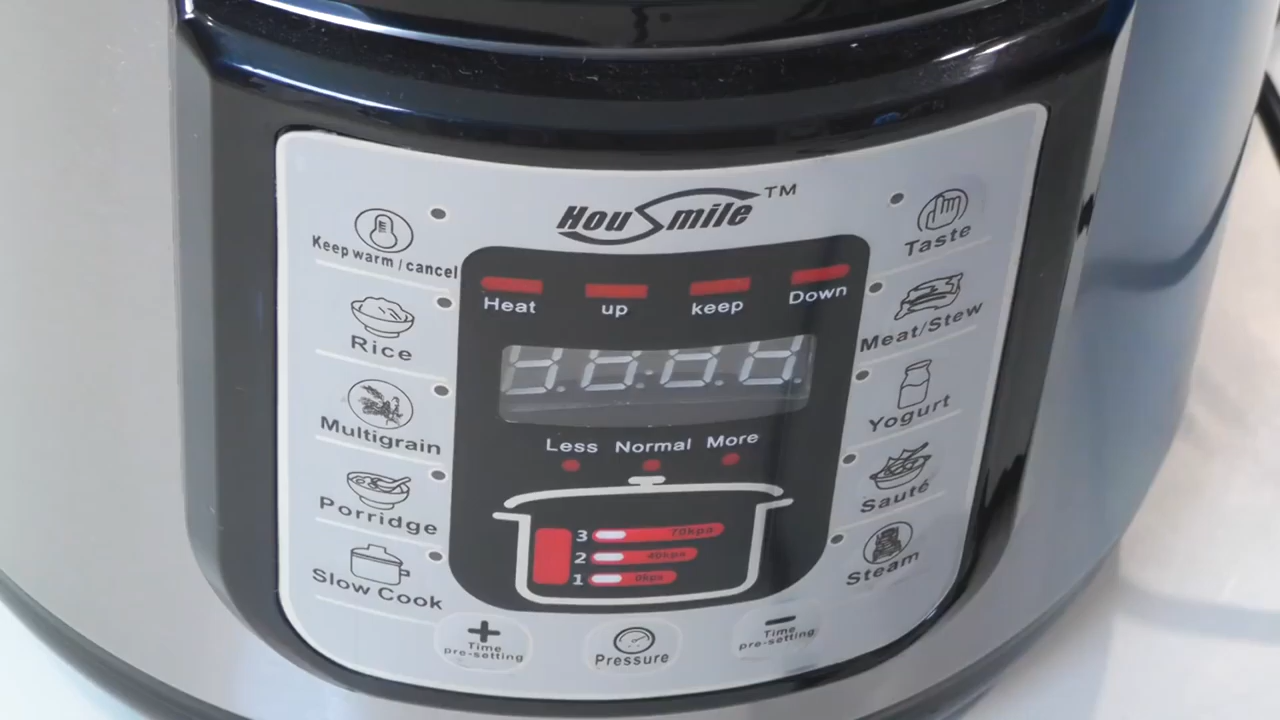 HouSmile™
Keep warm / cancel
Rice
Multigrain
Porridge
Slow Cook
Heat up keep Down
Less Normal More
3 70kpa
2 40kpa
1 0kpa
Taste
Meat/Stew
Yogurt
Sauté
Steam
+
Time
pre-setting
Pressure
−
Time
pre-setting